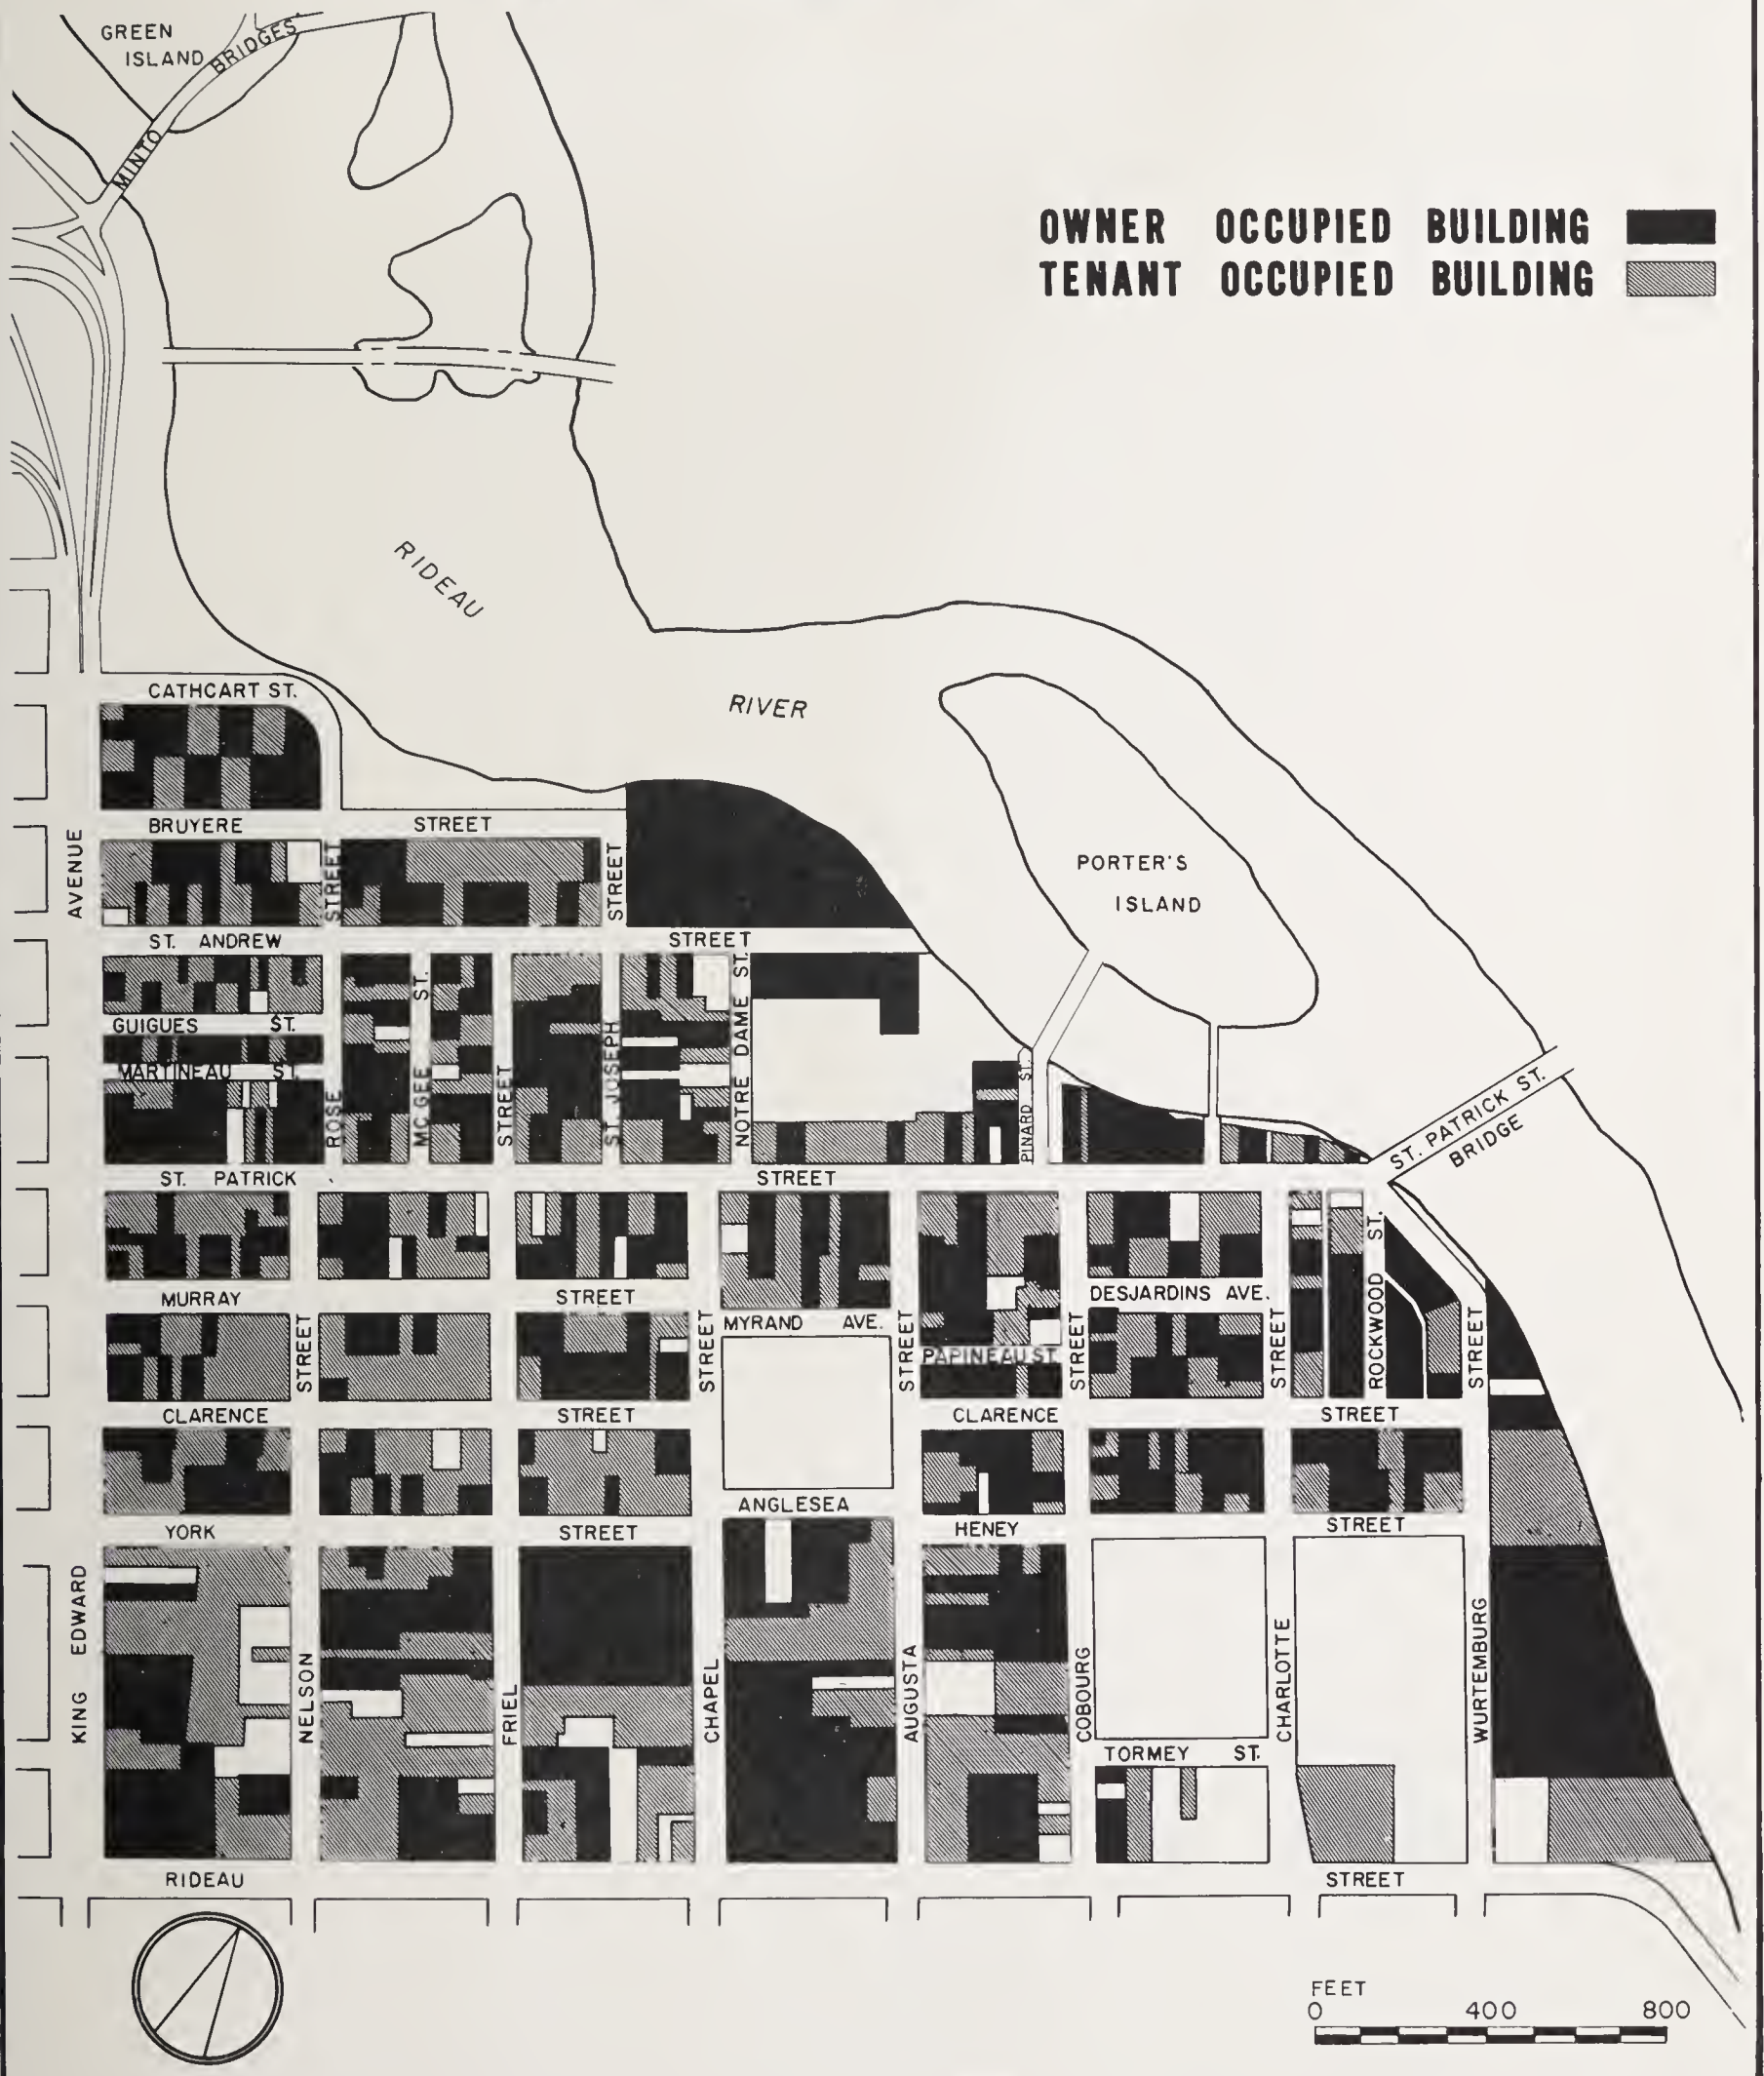 GREEN
ISLAND
MINTO BRIDGES
OWNER OCCUPIED BUILDING
TENANT OCCUPIED BUILDING
RIDEAU
RIVER
CATHCART ST.
BRUYERE STREET
PORTER'S
ISLAND
AVENUE
STREET
STREET
ST. ANDREW STREET
GUIGUES ST.
MARTINEAU ST.
ROSE
MC GEE ST.
STREET
ST. JOSEPH
NOTRE DAME ST.
PINARD ST.
ST. PATRICK ST.
BRIDGE
ST. PATRICK STREET
MURRAY STREET
DESJARDINS AVE.
MYRAND AVE.
PAPINEAU ST.
STREET
STREET
STREET
STREET
STREET
ROCKWOOD ST.
STREET
CLARENCE STREET CLARENCE STREET
ANGLESEA
YORK STREET HENEY STREET
KING EDWARD
NELSON
FRIEL
CHAPEL
AUGUSTA
COBOURG
CHARLOTTE
WURTEMBURG
TORMEY ST.
RIDEAU STREET
FEET
0 400 800